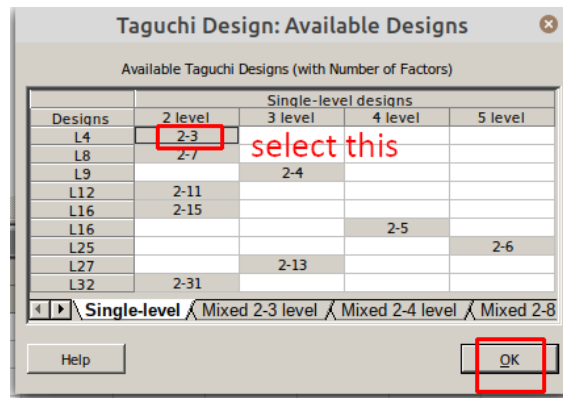 Taguchi Design: Available Designs
Available Taguchi Designs (with Number of Factors)
Single-level designs
Designs 2 level 3 level 4 level 5 level
L4 2-3
select this
L8 2-7
L9 2-4
L12 2-11
L16 2-15
L16 2-5
L25 2-6
L27 2-13
L32 2-31
Single-level Mixed 2-3 level Mixed 2-4 level Mixed 2-8
Help OK